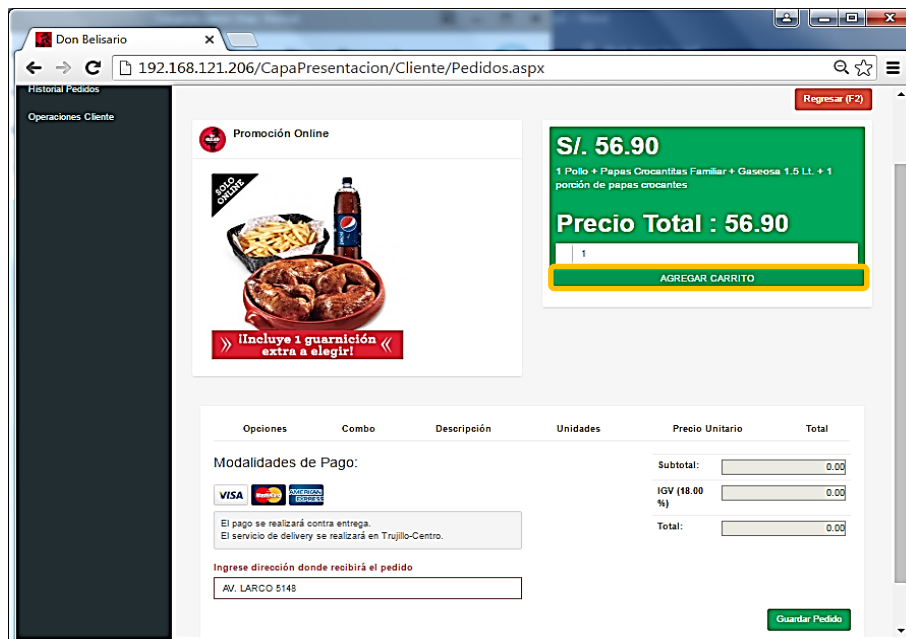 Don Belisario
192.168.121.206/CapaPresentacion/Cliente/Pedidos.aspx
Historial Pedidos
Operaciones Cliente
Regresar (F2)
Promoción Online
SOLO
ONLINE
pepsi
¡Incluye 1 guarnición
extra a elegir!
S/. 56.90
1 Pollo + Papas Crocantitas Familiar + Gaseosa 1.5 Lt. + 1
porción de papas crocantes
Precio Total : 56.90
1
AGREGAR CARRITO
Opciones Combo Descripción Unidades Precio Unitario Total
Modalidades de Pago:
VISA MasterCard AMERICAN EXPRESS
El pago se realizará contra entrega.
El servicio de delivery se realizará en Trujillo-Centro.
Ingrese dirección donde recibirá el pedido
AV. LARCO 5148
Subtotal: 0.00
IGV (18.00 0.00
%)
Total: 0.00
Guardar Pedido